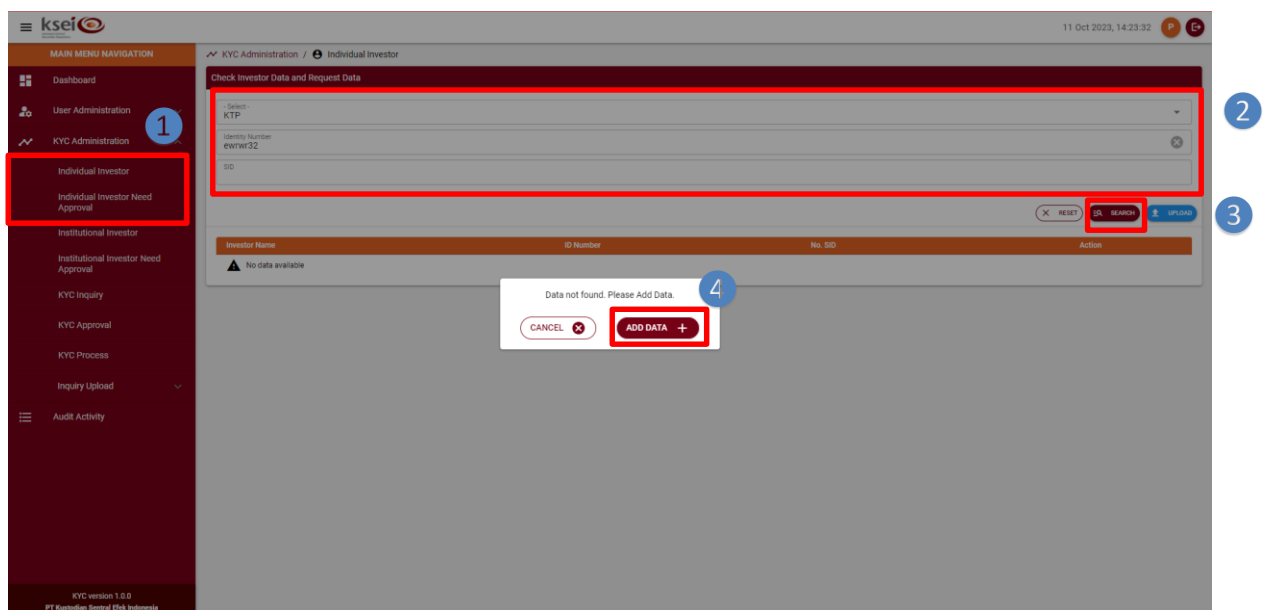 ksei
11 Oct 2023, 14:23:32
P
MAIN MENU NAVIGATION
KYC Administration / Individual Investor
Dashboard
Check Investor Data and Request Data
User Administration
- Select -
KTP
2
1
KYC Administration
Identity Number
ewrwr32
Individual Investor
SID
Individual Investor Need
Approval
RESET
SEARCH
UPLOAD
3
Institutional Investor
Investor Name
ID Number
No. SID
Action
Institutional Investor Need
Approval
No data available
KYC Inquiry
Data not found. Please Add Data.
4
KYC Approval
CANCEL
ADD DATA +
KYC Process
Inquiry Upload
Audit Activity
KYC version 1.0.0
PT Kustodian Sentral Efek Indonesia